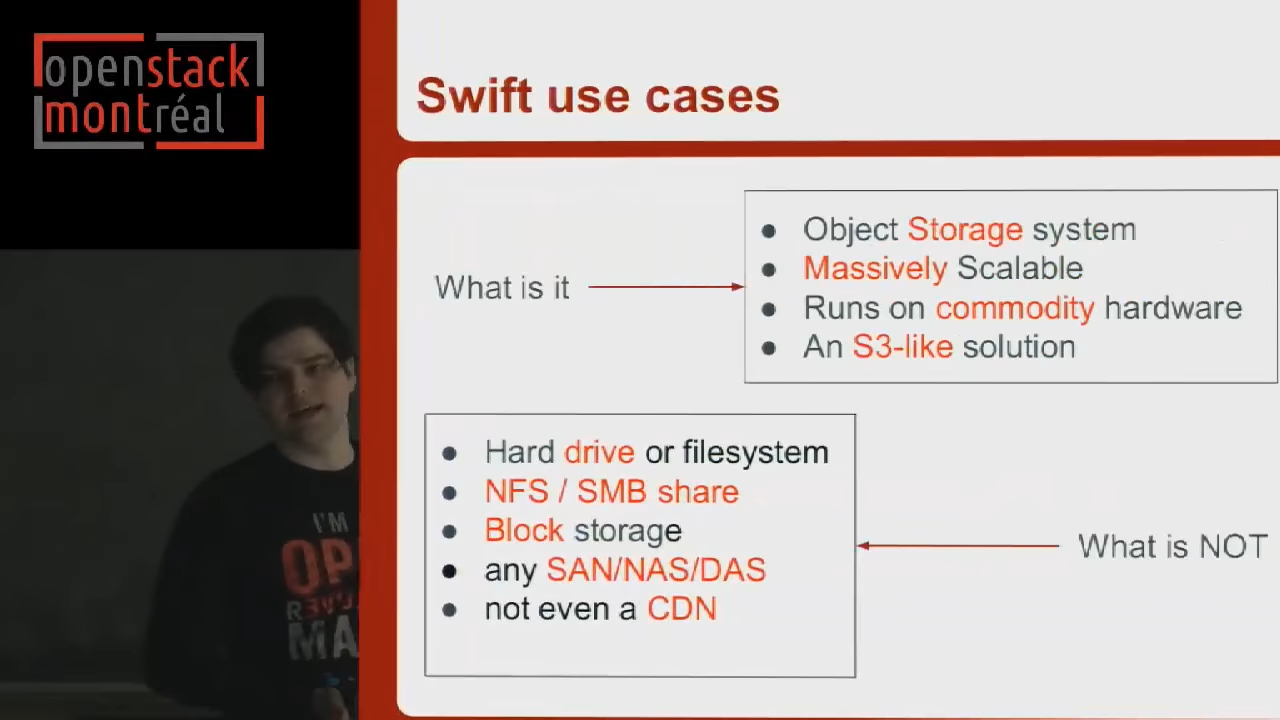 openstack
montréal
Swift use cases
What is it
Object Storage system
Massively Scalable
Runs on commodity hardware
An S3-like solution
Hard drive or filesystem
NFS / SMB share
Block storage
any SAN/NAS/DAS
not even a CDN
What is NOT
I'M
OP
MA